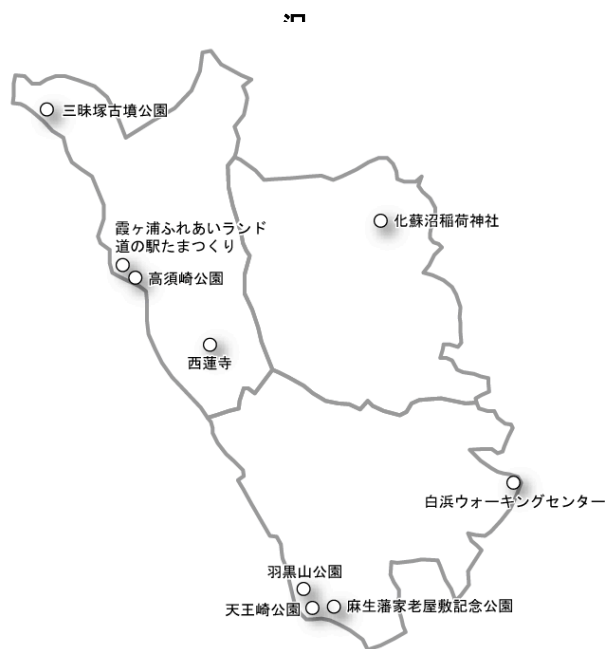 三昧塚古墳公園
化蘇沼稲荷神社
霞ヶ浦ふれあいランド
道の駅たまつくり
高須崎公園
西蓮寺
白浜ウォーキングセンター
羽黒山公園
天王崎公園
麻生藩家老屋敷記念公園